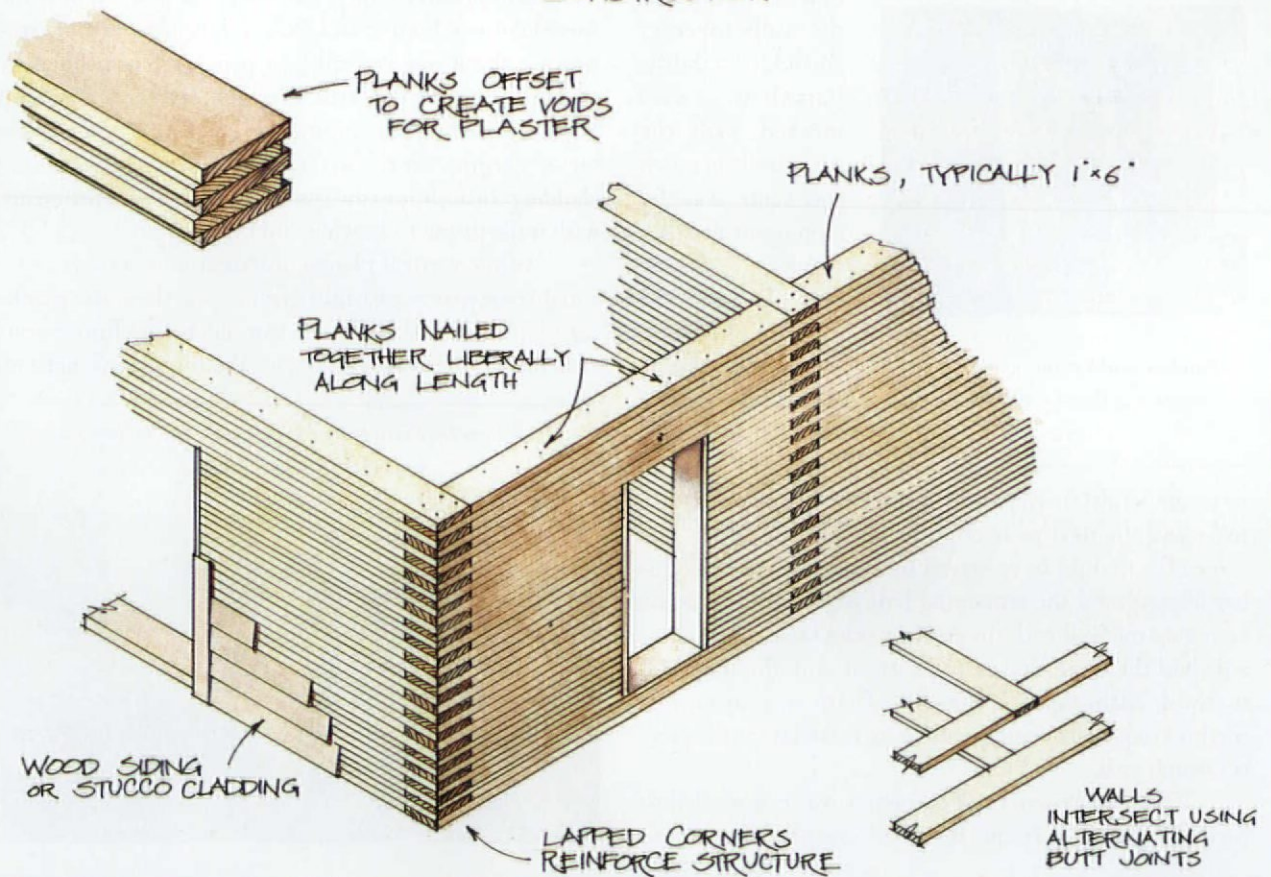 PLANKS OFFSET
TO CREATE VOIDS
FOR PLASTER
PLANKS, TYPICALLY 1"×6"
PLANKS NAILED
TOGETHER LIBERALLY
ALONG LENGTH
WOOD SIDING
OR STUCCO CLADDING
LAPPED CORNERS
REINFORCE STRUCTURE
WALLS
INTERSECT USING
ALTERNATING
BUTT JOINTS